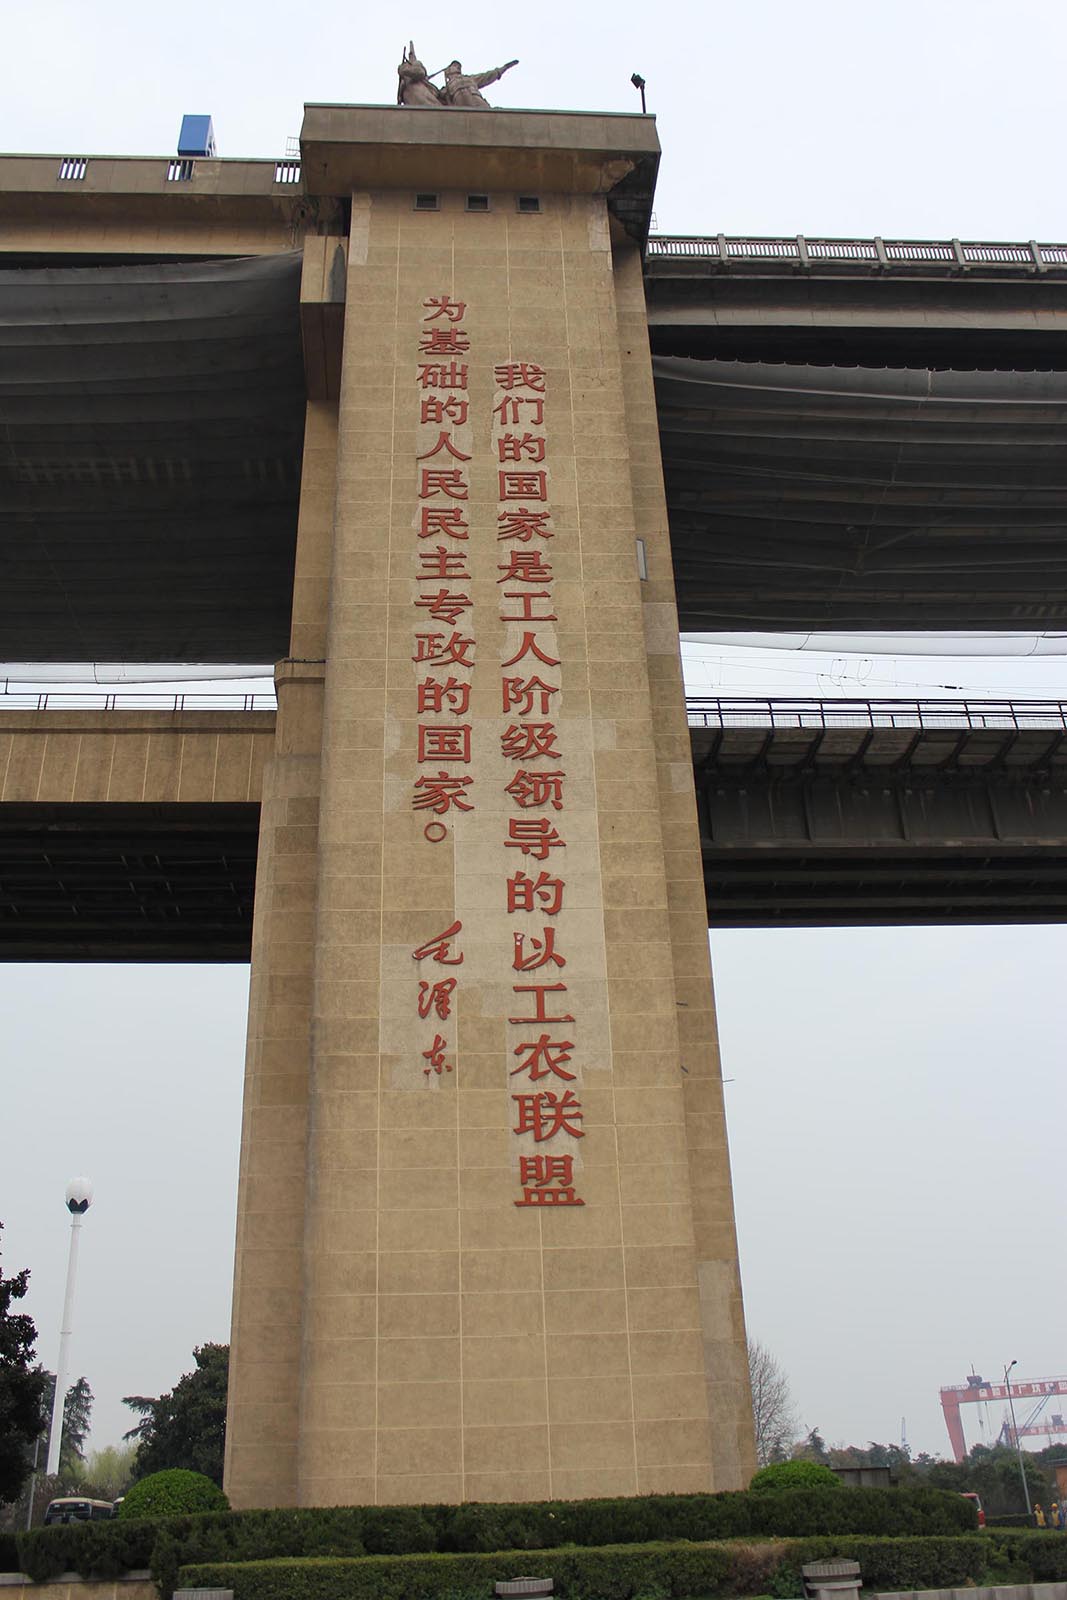 我们的国家是工人阶级领导的以工农联盟
为基础的人民民主专政的国家。
毛泽东